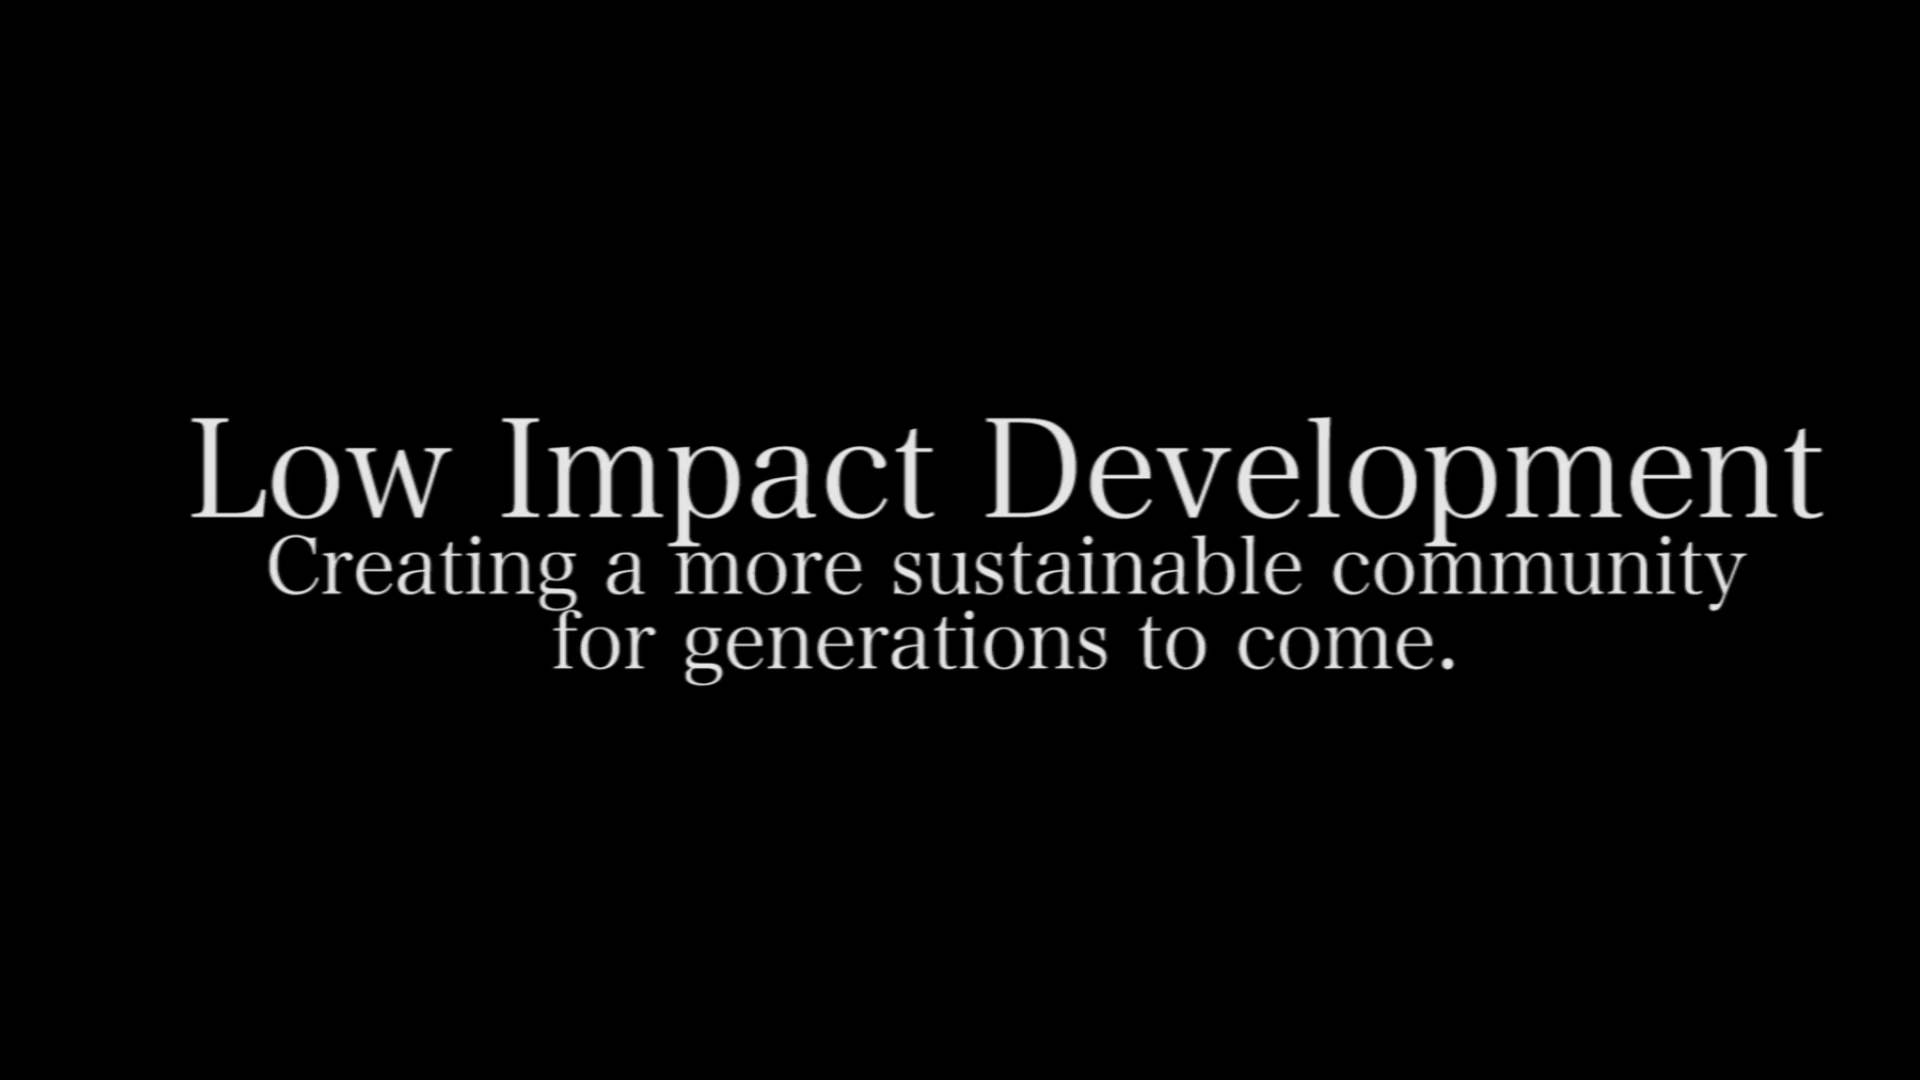 Low Impact Development
Creating a more sustainable community
for generations to come.